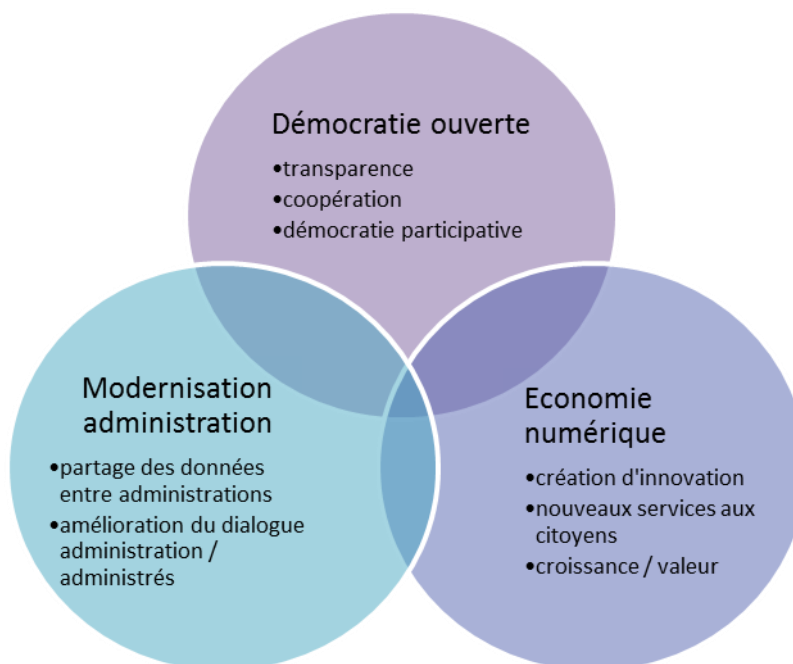 Démocratie ouverte
•transparence
•coopération
•démocratie participative
Modernisation
administration
•partage des données
entre administrations
•amélioration du dialogue
administration /
administrés
Economie
numérique
•création d'innovation
•nouveaux services aux
citoyens
•croissance / valeur